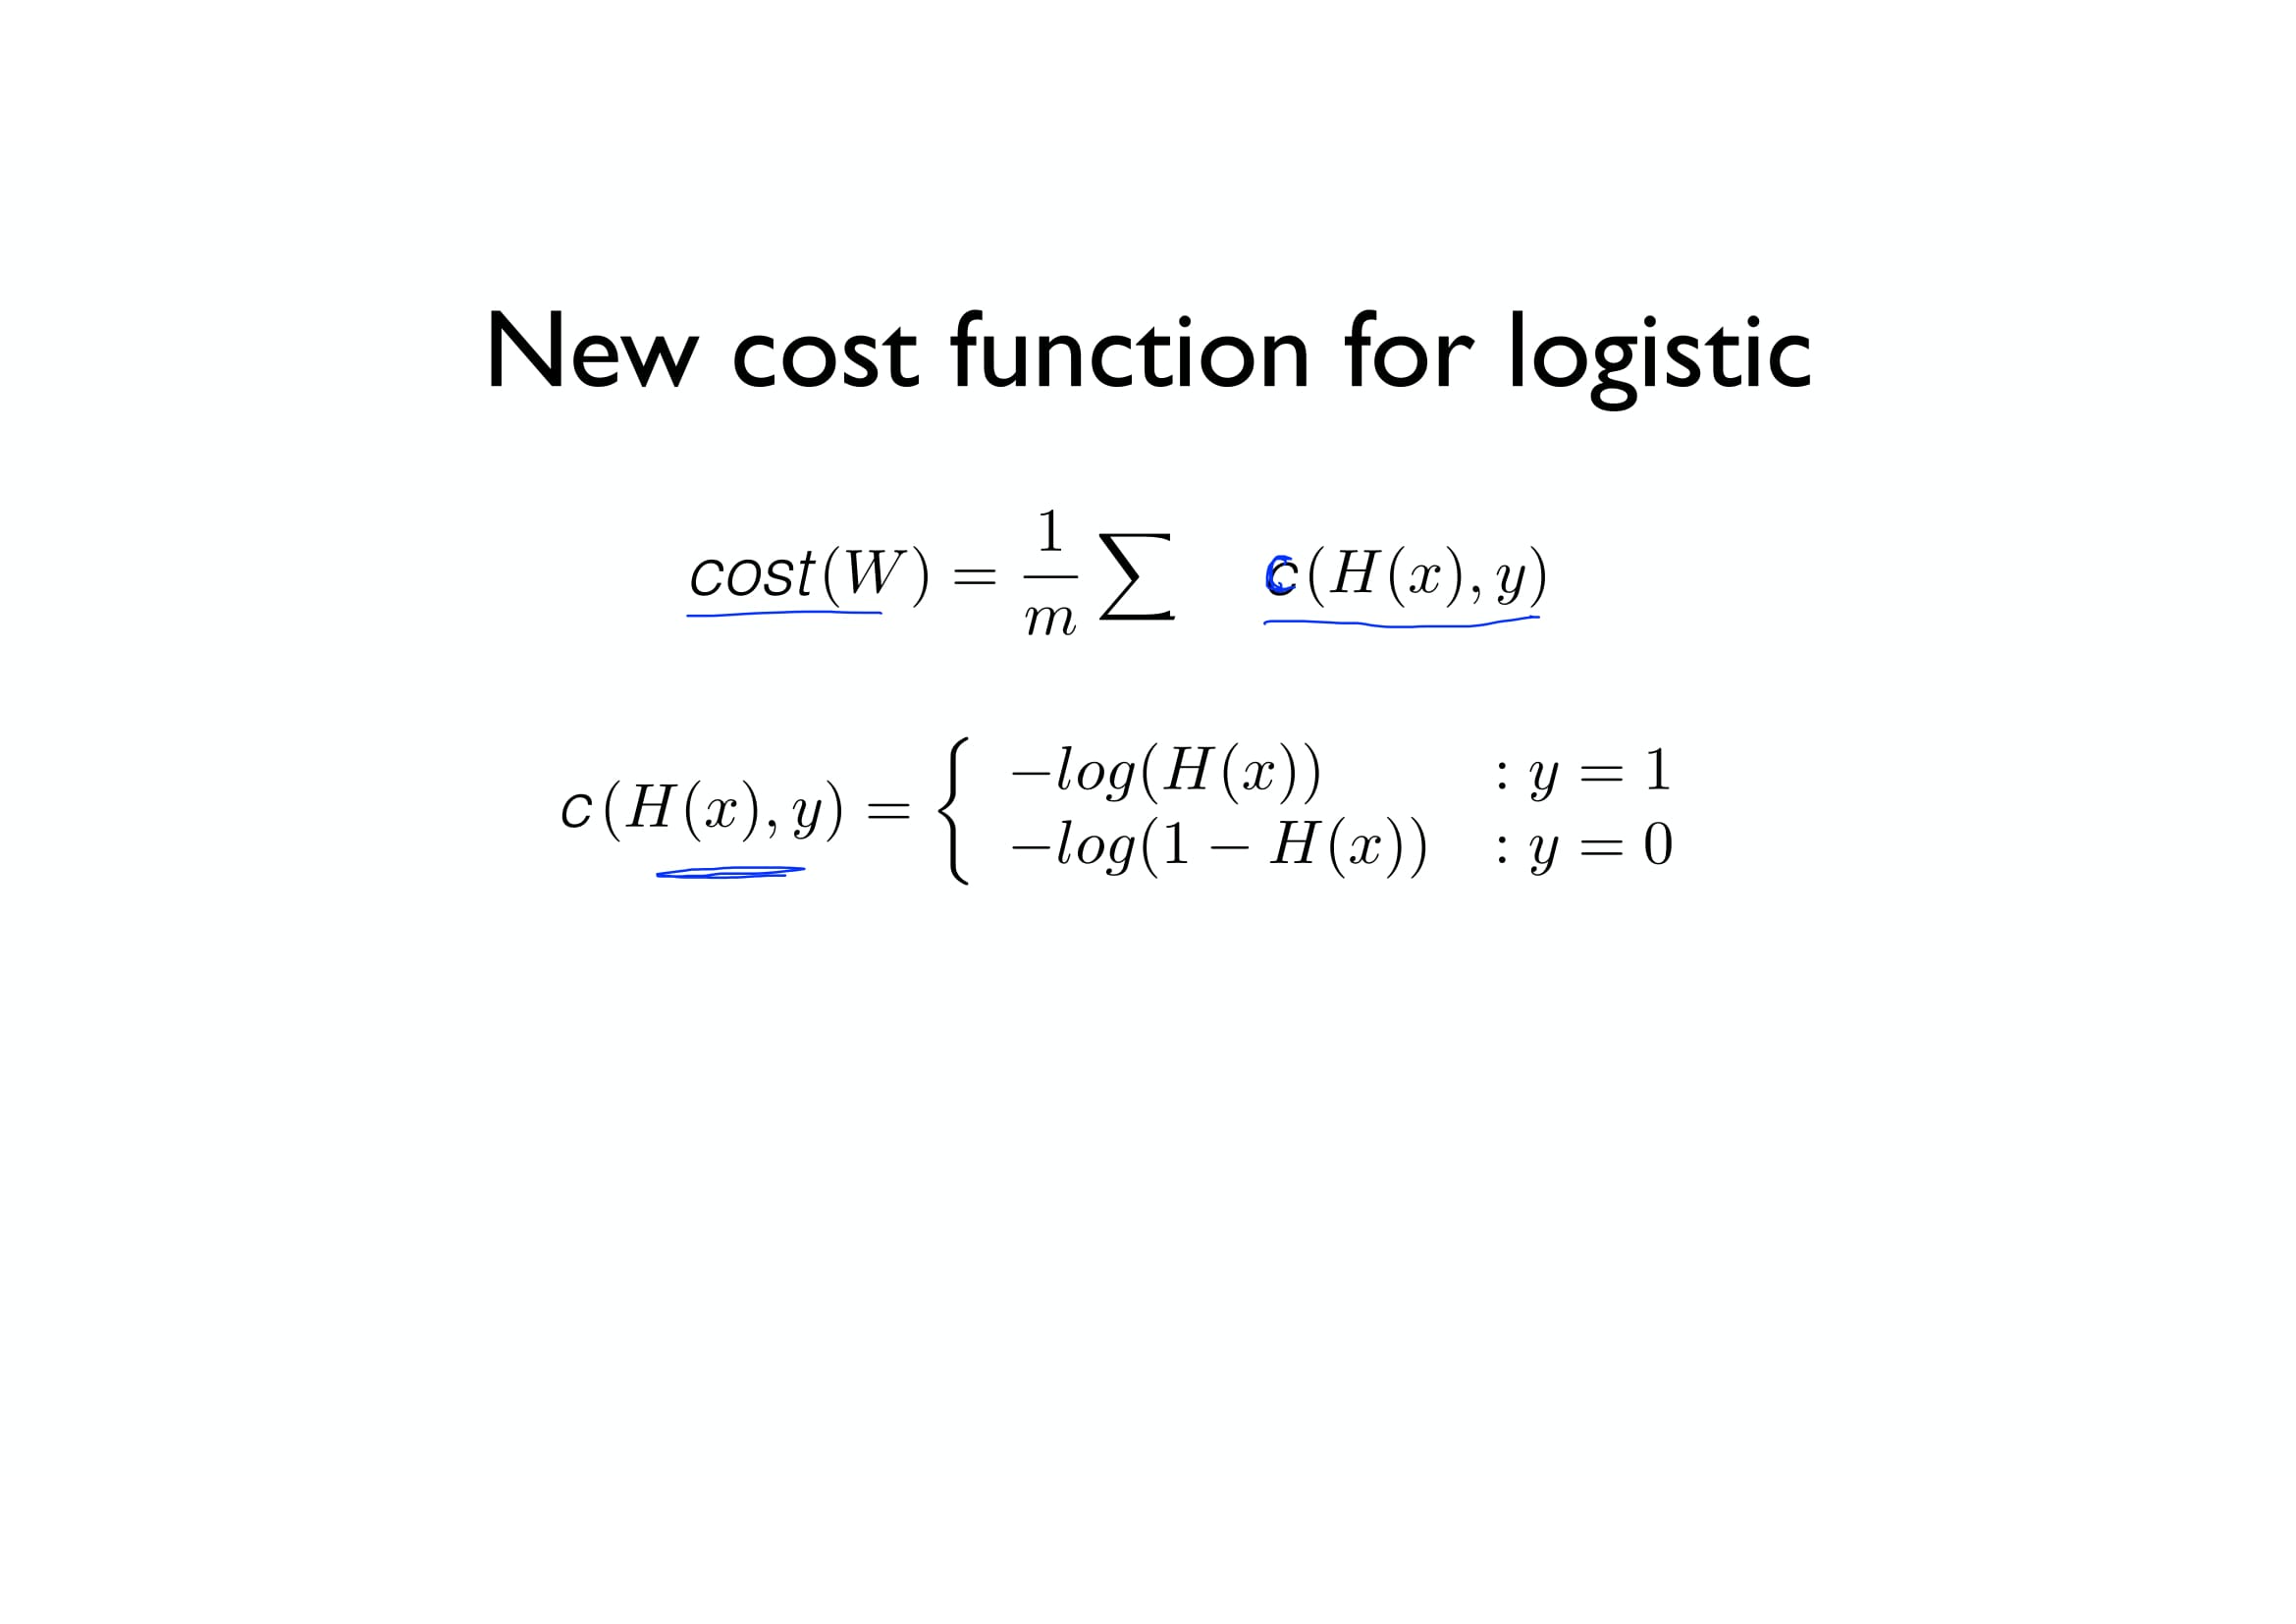 New cost function for logistic
cost(W) = \frac{1}{m} \sum c(H(x), y)
c(H(x), y) = \begin{cases} -log(H(x)) & : y = 1 \\ -log(1 - H(x)) & : y = 0 \end{cases}